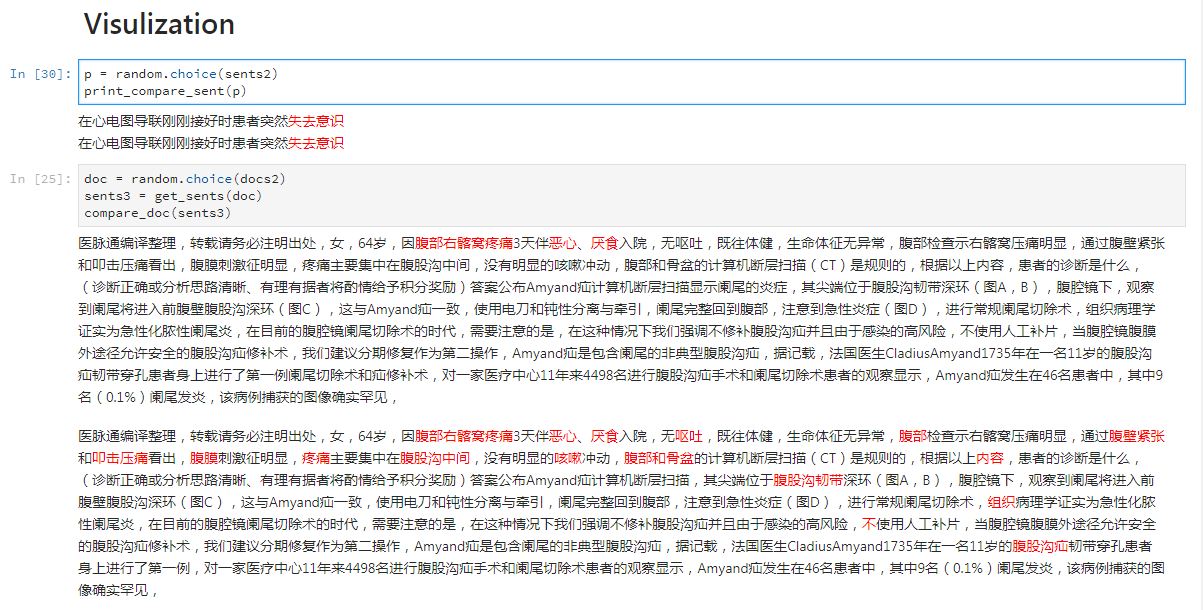 Visulization
In [30]:
p = random.choice(sents2)
print_compare_sent(p)
在心电图导联刚刚接好时患者突然失去意识
在心电图导联刚刚接好时患者突然失去意识
In [25]:
doc = random.choice(docs2)
sents3 = get_sents(doc)
compare_doc(sents3)
医脉通编译整理，转载请务必注明出处，女，64岁，因腹部右髂窝疼痛3天伴恶心、厌食入院，无呕吐，既往体健，生命体征无异常，腹部检查示右髂窝压痛明显，通过腹壁紧张
和叩击压痛看出，腹膜刺激征明显，疼痛主要集中在腹股沟中间，没有明显的咳嗽冲动，腹部和骨盆的计算机断层扫描（CT）是规则的，根据以上内容，患者的诊断是什么，
（诊断正确或分析思路清晰、有理有据者将酌情给予积分奖励）答案公布Amyand疝计算机断层扫描显示阑尾的炎症，其尖端位于腹股沟韧带深环（图A，B），腹腔镜下，观察
到阑尾将进入前腹壁腹股沟深环（图C），这与Amyand疝一致，使用电刀和钝性分离与牵引，阑尾完整回到腹部，注意到急性炎症（图D），进行常规阑尾切除术，组织病理学
证实为急性化脓性阑尾炎，在目前的腹腔镜阑尾切除术的时代，需要注意的是，在这种情况下我们强调不修补腹股沟疝并且由于感染的高风险，不使用人工补片，当腹腔镜腹膜
外途径允许安全的腹股沟疝修补术，我们建议分期修复作为第二操作，Amyand疝是包含阑尾的非典型腹股沟疝，据记载，法国医生CladiusAmyand1735年在一名11岁的腹股沟
疝韧带穿孔患者身上进行了第一例阑尾切除术和疝修补术，对一家医疗中心11年来4498名进行腹股沟疝手术和阑尾切除术患者的观察显示，Amyand疝发生在46名患者中，其中9
名（0.1%）阑尾发炎，该病例捕获的图像确实罕见，
医脉通编译整理，转载请务必注明出处，女，64岁，因腹部右髂窝疼痛3天伴恶心、厌食入院，无呕吐，既往体健，生命体征无异常，腹部检查示右髂窝压痛明显，通过腹壁紧张
和叩击压痛看出，腹膜刺激征明显，疼痛主要集中在腹股沟中间，没有明显的咳嗽冲动，腹部和骨盆的计算机断层扫描（CT）是规则的，根据以上内容，患者的诊断是什么，
（诊断正确或分析思路清晰、有理有据者将酌情给予积分奖励）答案公布Amyand疝计算机断层扫描，其尖端位于腹股沟韧带深环（图A，B），腹腔镜下，观察到阑尾将进入前
腹壁腹股沟深环（图C），这与Amyand疝一致，使用电刀和钝性分离与牵引，阑尾完整回到腹部，注意到急性炎症（图D），进行常规阑尾切除术，组织病理学证实为急性化脓
性阑尾炎，在目前的腹腔镜阑尾切除术的时代，需要注意的是，在这种情况下我们强调不修补腹股沟疝并且由于感染的高风险，不使用人工补片，当腹腔镜腹膜外途径允许安全
的腹股沟疝修补术，我们建议分期修复作为第二操作，Amyand疝是包含阑尾的非典型腹股沟疝，据记载，法国医生CladiusAmyand1735年在一名11岁的腹股沟疝韧带穿孔患者
身上进行了第一例，对一家医疗中心11年来4498名进行腹股沟疝手术和阑尾切除术患者的观察显示，Amyand疝发生在46名患者中，其中9名（0.1%）阑尾发炎，该病例捕获的图
像确实罕见，